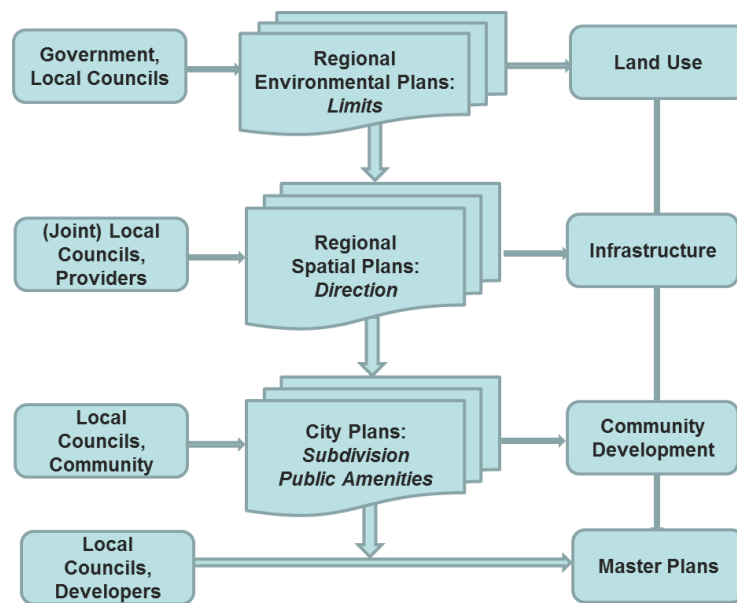 Government,
Local Councils
Regional
Environmental Plans:
Limits
Land Use
(Joint) Local
Councils,
Providers
Regional
Spatial Plans:
Direction
Infrastructure
Local
Councils,
Community
City Plans:
Subdivision
Public Amenities
Community
Development
Local
Councils,
Developers
Master Plans